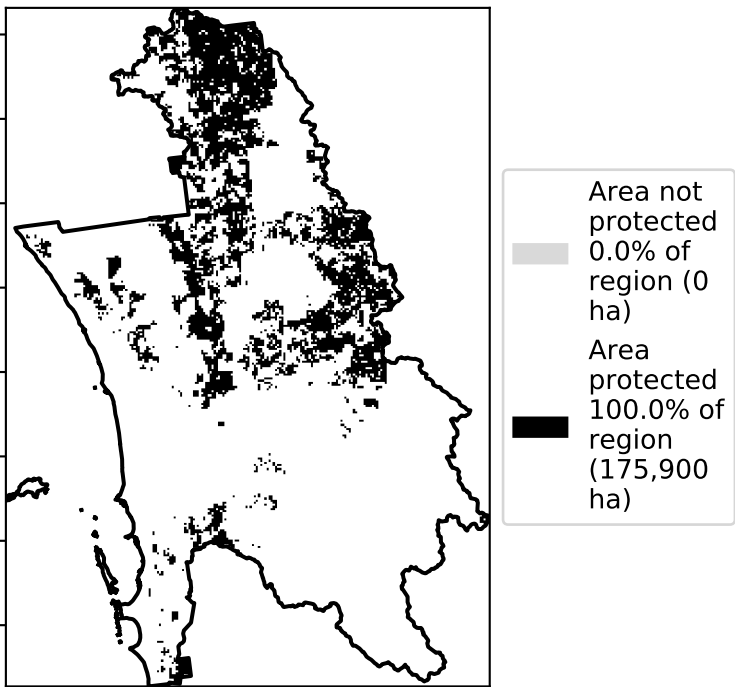 Area not
protected
0.0% of
region (0
ha)
Area
protected
100.0% of
region
(175,900
ha)